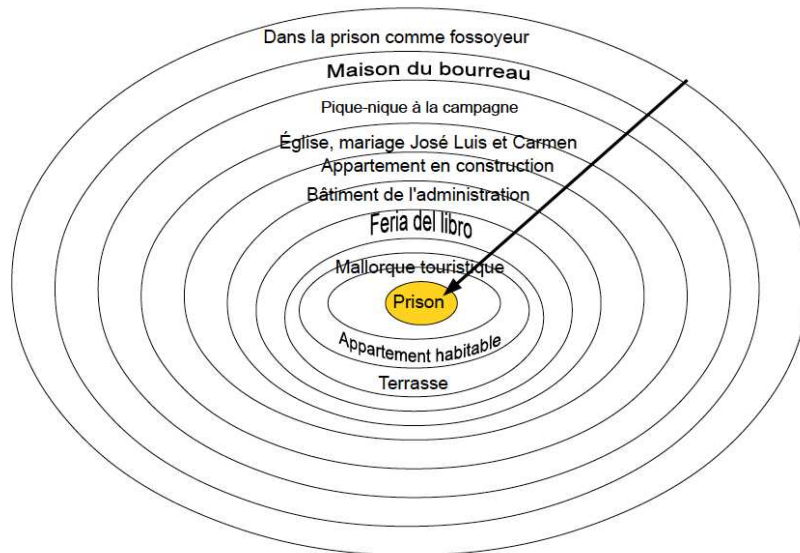 Dans la prison comme fossoyeur
Maison du bourreau
Pique-nique à la campagne
Église, mariage José Luis et Carmen
Appartement en construction
Bâtiment de l'administration
Feria del libro
Mallorque touristique
Prison
Appartement habitable
Terrasse